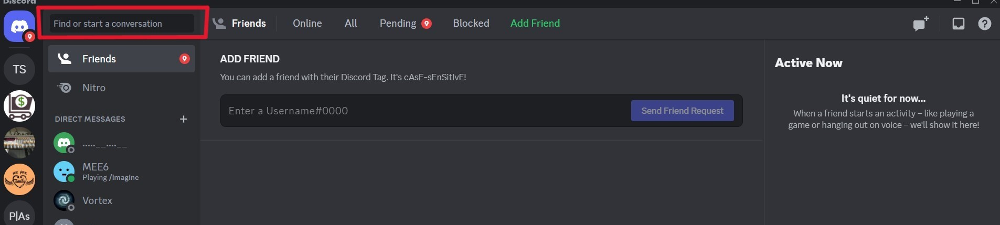 Discord
Find or start a conversation
Friends
Online
All
Pending 9
Blocked
Add Friend
9
TS
$
WE ARE
Family
P|As
Friends 9
Nitro
DIRECT MESSAGES
.....__....__
MEE6
Playing /imagine
Vortex
ADD FRIEND
You can add a friend with their Discord Tag. It's cAsE-sEnSitIvE!
Enter a Username#0000
Send Friend Request
Active Now
It's quiet for now...
When a friend starts an activity – like playing a
game or hanging out on voice – we'll show it here!